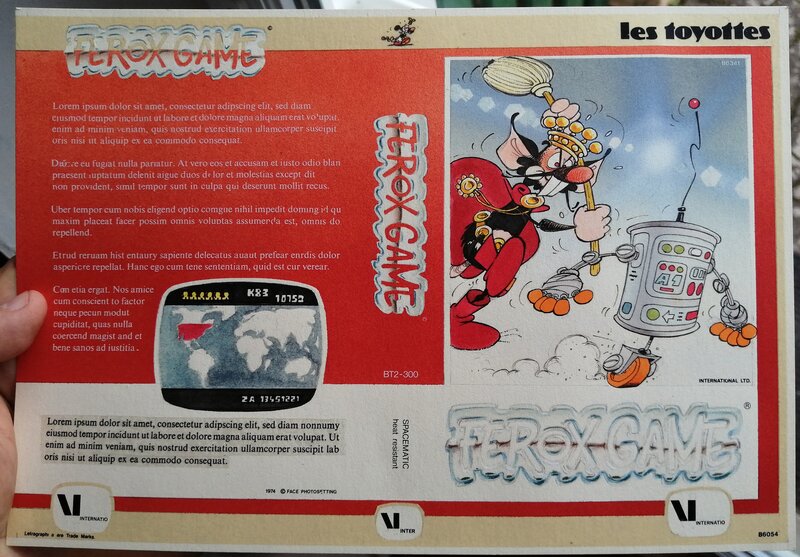 FEROX GAME ©
les toyottes
Lorem ipsum dolor sit amet, consectetur adipscing elit, sed diam
eiusmod tempor incidunt ut labore et dolore magna aliquam erat volupat.
enim ad minim veniam, quis nostrud exercitation ullamcorper suscipit
oris nisi ut aliquip ex ea commodo consequat.
eu fugiat nulla pariatur. At vero eos et accusam et iusto odio blan
praesent luptatum delenit aigue duos dolor et molestias except dit
non provident, simil tempor sunt in culpa qui deserunt mollit recus.
Uber tempor cum nobis eligend optio comgue nihil impedit doming
maxim placeat facer possim omnis voluptas assumenda est, omnis do
repellend.
Etrud reruam hist entaury sapiente delecatus auaut prefear enrdis dolor
asperiore repellat. Hanc ego cum tene sententiam, quid est cur verear.
etia ergat. Nos amice
cum conscient to factor
neque pecun modut
cupiditat, quas nulla
coercend magist and et
bene sanos ad iustitia.
K83 10752
ZA 13451221
FEROX GAME
BT2-300
B6341
A1
INTERNATIONAL LTD.
Lorem ipsum dolor sit amet, consectetur adipscing elit, sed diam nonnumy
eiusmod tempor incidunt ut labore et dolore magna aliquam erat volupat. Ut
enim ad minim veniam, quis nostrud exercitation ullamcorper suscipit lab
oris nisi ut aliquip ex ea commodo consequat.
1974 © FACE PHOTOSETTING
SPACEMATIC
heat resistant
FEROX GAME ®
INTERNATIO
INTER
INTERNATIO
are Trade Marks.
B6054